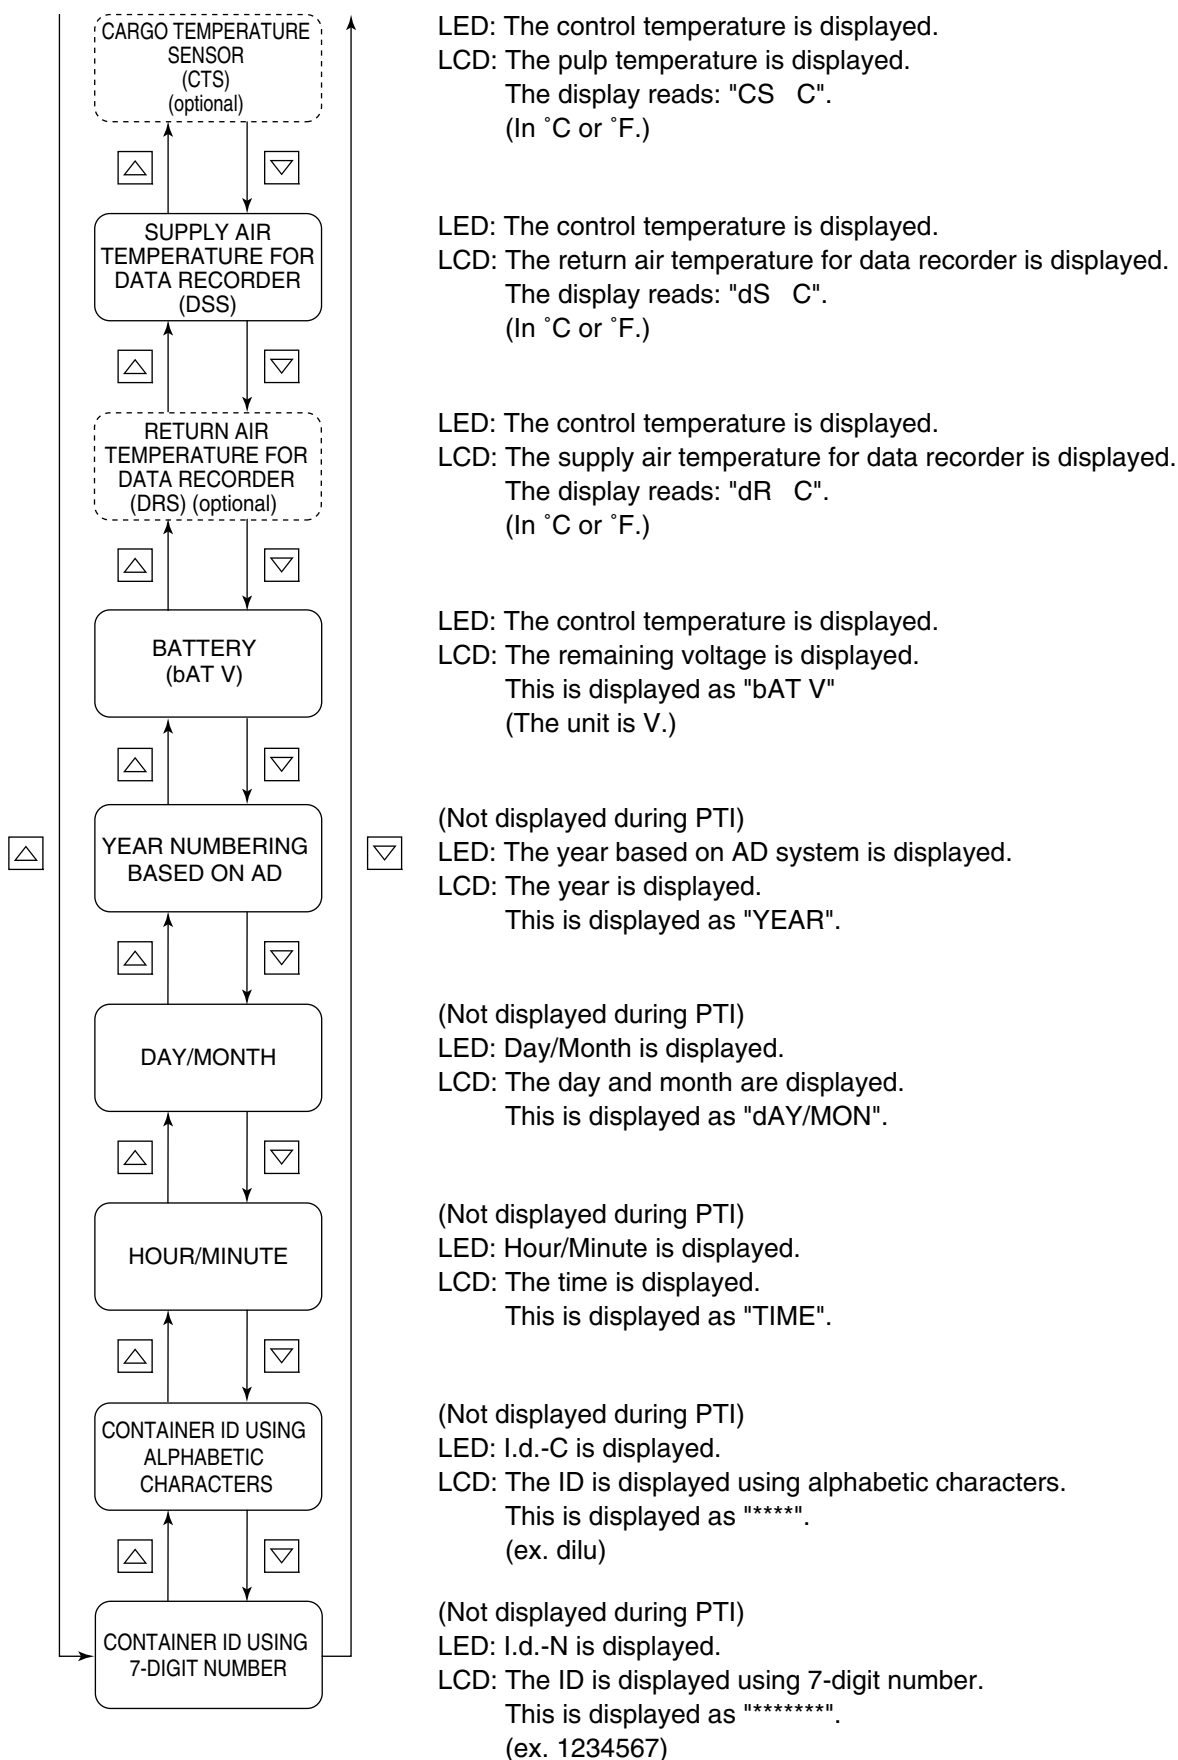 CARGO TEMPERATURE
SENSOR
(CTS)
(optional)
LED: The control temperature is displayed.
LCD: The pulp temperature is displayed.
The display reads: "CS   C".
(In ˚C or ˚F.)
SUPPLY AIR
TEMPERATURE FOR
DATA RECORDER
(DSS)
LED: The control temperature is displayed.
LCD: The return air temperature for data recorder is displayed.
The display reads: "dS   C".
(In ˚C or ˚F.)
RETURN AIR
TEMPERATURE FOR
DATA RECORDER
(DRS) (optional)
LED: The control temperature is displayed.
LCD: The supply air temperature for data recorder is displayed.
The display reads: "dR   C".
(In ˚C or ˚F.)
BATTERY
(bAT V)
LED: The control temperature is displayed.
LCD: The remaining voltage is displayed.
This is displayed as "bAT V"
(The unit is V.)
YEAR NUMBERING
BASED ON AD
(Not displayed during PTI)
LED: The year based on AD system is displayed.
LCD: The year is displayed.
This is displayed as "YEAR".
DAY/MONTH
(Not displayed during PTI)
LED: Day/Month is displayed.
LCD: The day and month are displayed.
This is displayed as "dAY/MON".
HOUR/MINUTE
(Not displayed during PTI)
LED: Hour/Minute is displayed.
LCD: The time is displayed.
This is displayed as "TIME".
CONTAINER ID USING
ALPHABETIC
CHARACTERS
(Not displayed during PTI)
LED: I.d.-C is displayed.
LCD: The ID is displayed using alphabetic characters.
This is displayed as "****".
(ex. dilu)
CONTAINER ID USING
7-DIGIT NUMBER
(Not displayed during PTI)
LED: I.d.-N is displayed.
LCD: The ID is displayed using 7-digit number.
This is displayed as "*******".
(ex. 1234567)